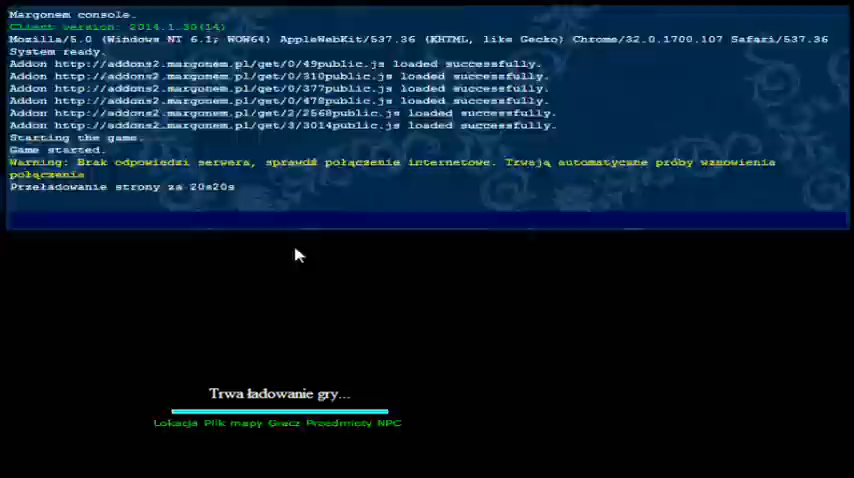 Margonem console.
Client version: 2014.1.30(14)
Mozilla/5.0 (Windows NT 6.1; WOW64) AppleWebKit/537.36 (KHTML, like Gecko) Chrome/32.0.1700.107 Safari/537.36
System ready.
Addon http://addons2.margonem.pl/get/0/49public.js loaded successfully.
Addon http://addons2.margonem.pl/get/0/310public.js loaded successfully.
Addon http://addons2.margonem.pl/get/0/377public.js loaded successfully.
Addon http://addons2.margonem.pl/get/0/478public.js loaded successfully.
Addon http://addons2.margonem.pl/get/2/2568public.js loaded successfully.
Addon http://addons2.margonem.pl/get/3/3014public.js loaded successfully.
Starting the game.
Game started.
Warning: Brak odpowiedzi serwera, sprawdź połączenie internetowe. Trwają automatyczne próby wznowienia
połączenia
Przeładowanie strony za 20s20s
Trwa ładowanie gry...
Lokacja Plik mapy Gracz Przedmioty NPC